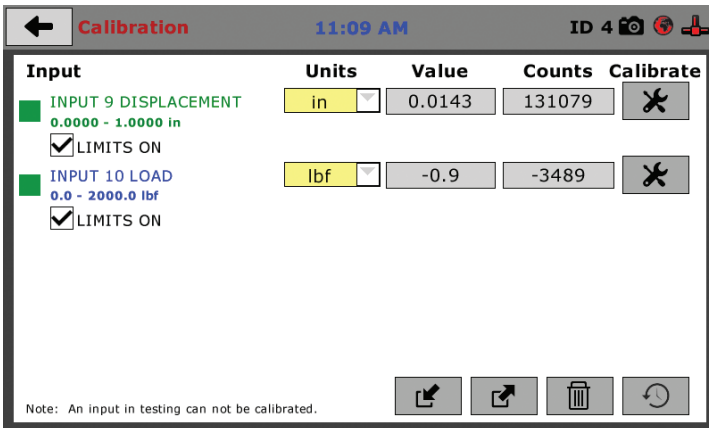 Calibration 11:09 AM ID 4
Input Units Value Counts Calibrate
INPUT 9 DISPLACEMENT in 0.0143 131079
0.0000 - 1.0000 in
LIMITS ON
INPUT 10 LOAD lbf -0.9 -3489
0.0 - 2000.0 lbf
LIMITS ON
Note: An input in testing can not be calibrated.